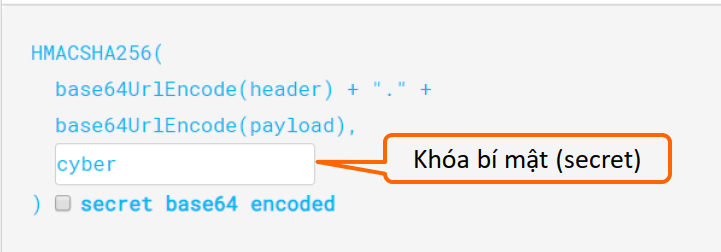 HMACSHA256(
base64UrlEncode(header) + "." +
base64UrlEncode(payload),
cyber
Khóa bí mật (secret)
) secret base64 encoded